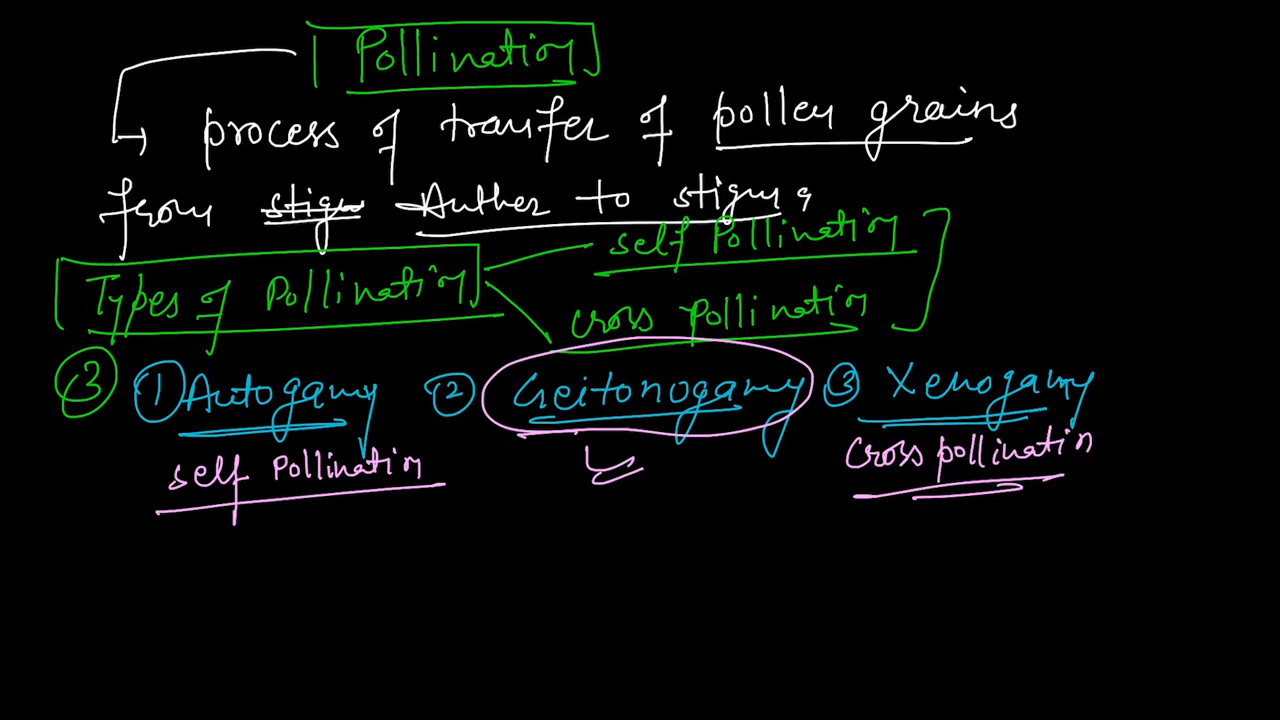 Pollination
process of transfer of pollen grains
from stigm Anther to stigma
Types of Pollination
self Pollination
cross pollination
3 1 Autogamy 2 Geitonogamy 3 Xenogamy
self Pollination
Cross pollination